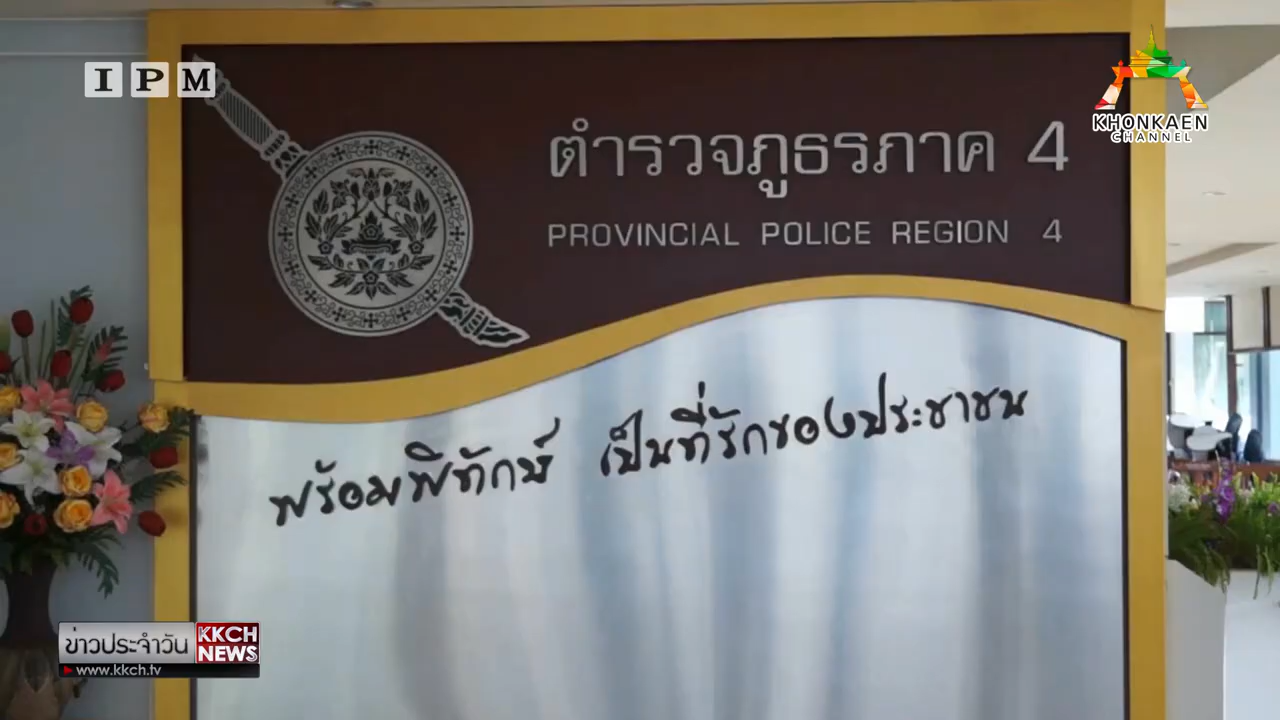 IPM
KHONKAEN
CHANNEL
ตำรวจภูธรภาค 4
PROVINCIAL POLICE REGION 4
พร้อมพิทักษ์ เป็นที่รักของประชาชน
ข่าวประจำวัน
KKCH
NEWS
www.kkch.tv